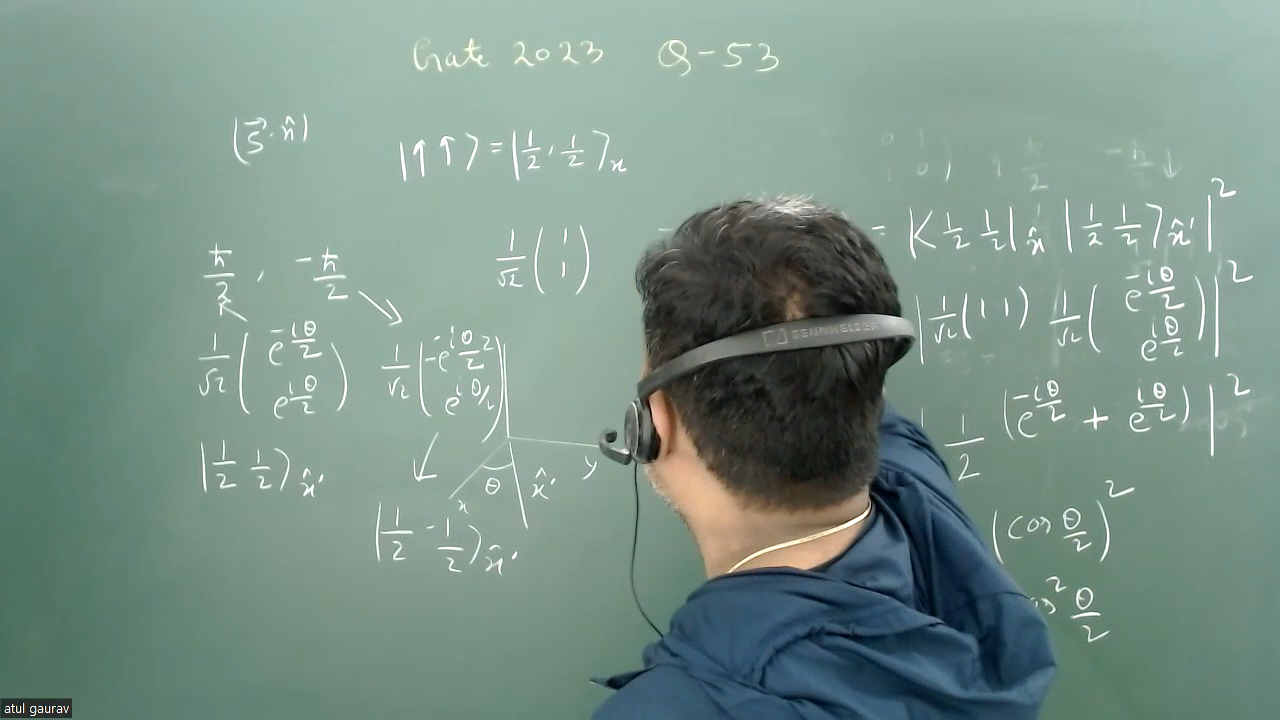 Gate 2023 Q-53
(S⃗·n̂)
|↑↑⟩ = |1/2, 1/2⟩ₓ
ħ/2, -ħ/2
1/√2 (1 1)
= |⟨1/2 1/2|x̂ |1/2 1/2⟩x̂'|²
1/√2 (e^(-iθ/2) e^(iθ/2))
1/√2 (-e^(-iθ/2) e^(iθ/2))
|1/√2 (1 1) 1/√2 (e^(-iθ/2) e^(iθ/2))|²
1/2 (e^(-iθ/2) + e^(iθ/2))|²
|1/2 1/2⟩x̂'
x θ x̂' y
|1/2 -1/2⟩x̂'
(cos θ/2)²
θ/2
SENNHEISER
atul gaurav